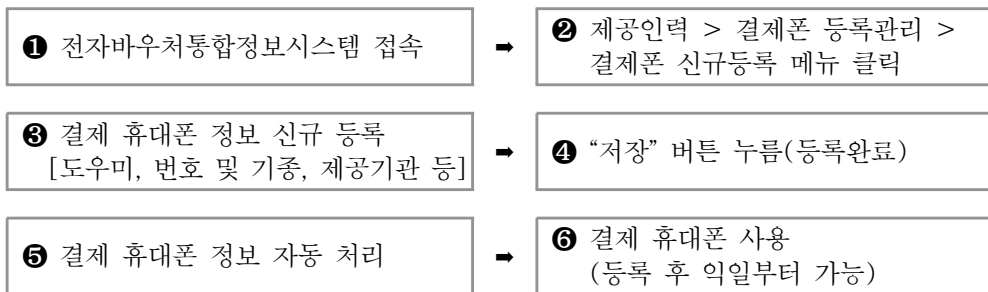 ❶ 전자바우처통합정보시스템 접속
➡
❷ 제공인력 > 결제폰 등록관리 >
결제폰 신규등록 메뉴 클릭
❸ 결제 휴대폰 정보 신규 등록
[도우미, 번호 및 기종, 제공기관 등]
➡
❹ “저장” 버튼 누름(등록완료)
❺ 결제 휴대폰 정보 자동 처리
➡
❻ 결제 휴대폰 사용
(등록 후 익일부터 가능)